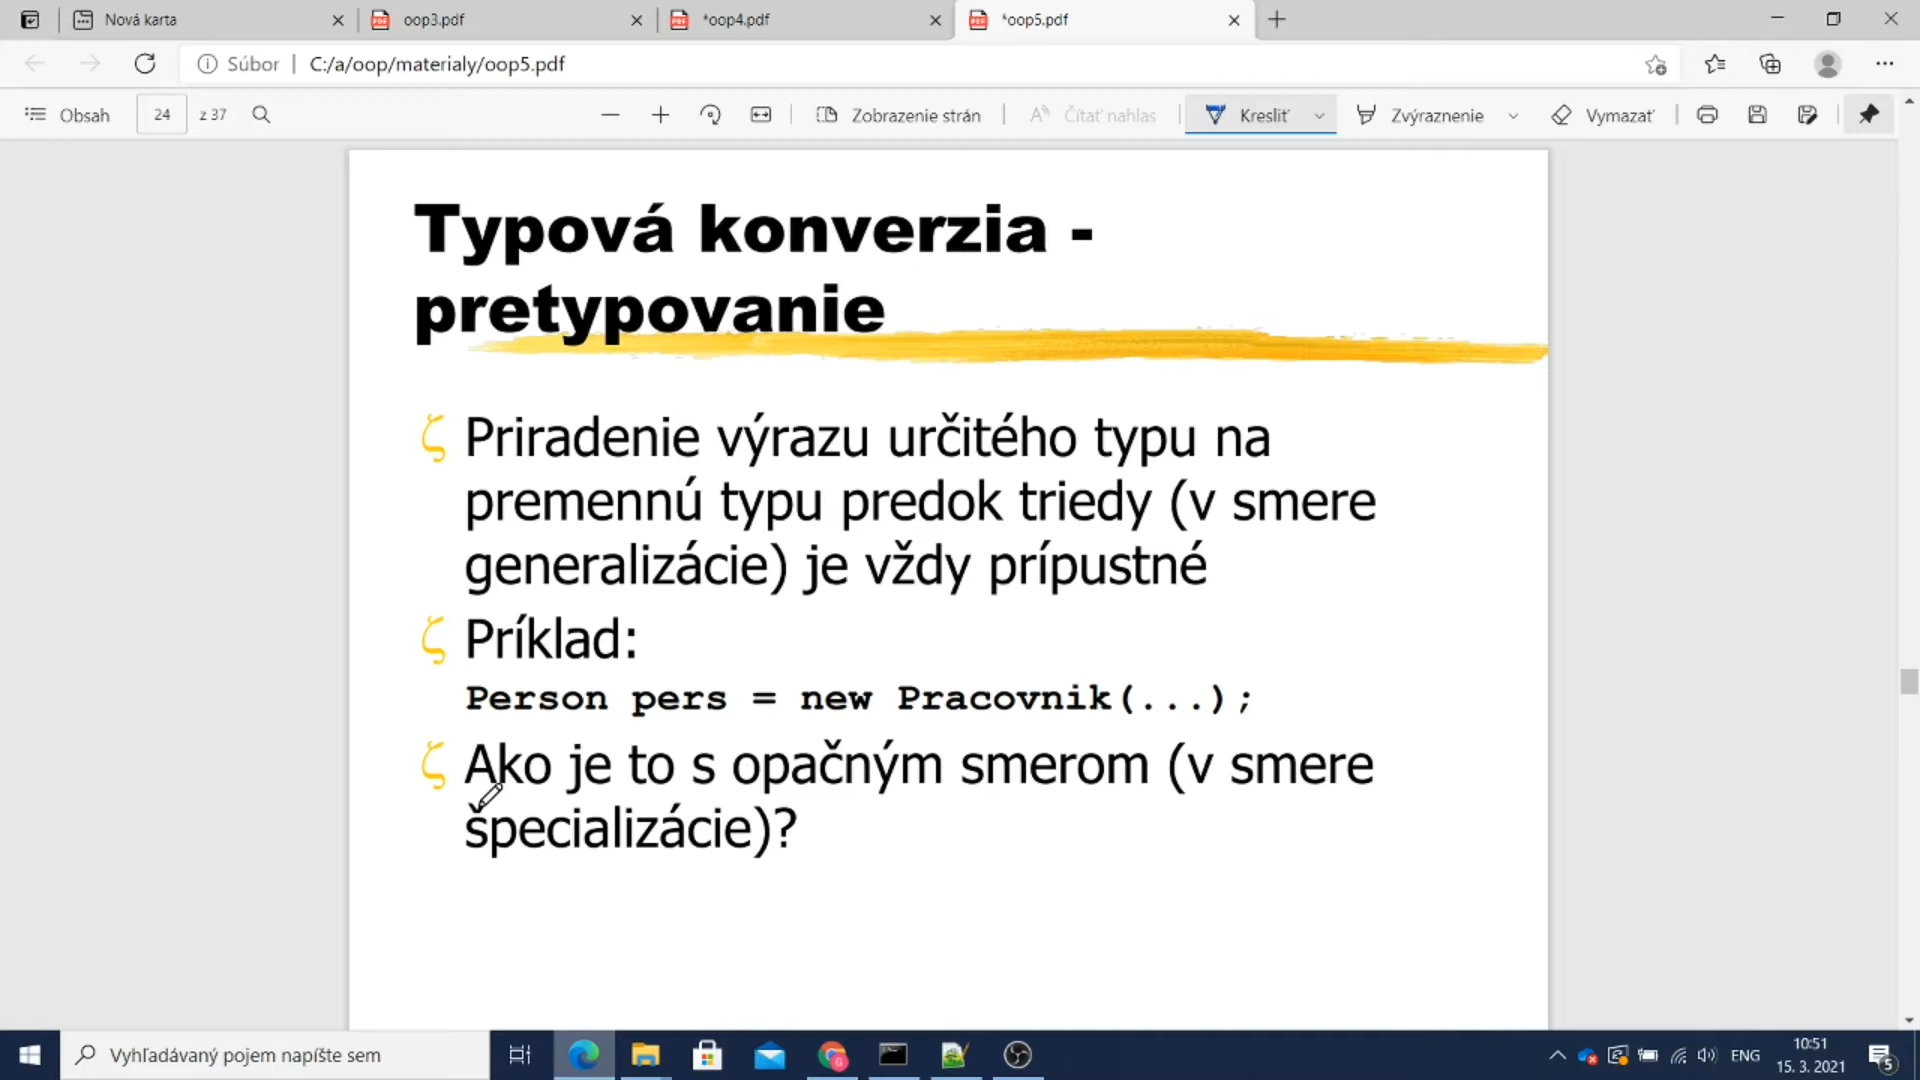 Nová karta
oop3.pdf
*oop4.pdf
*oop5.pdf
Súbor
C:/a/oop/materialy/oop5.pdf
Obsah
24
z 37
Zobrazenie strán
Čítať nahlas
Kresliť
Zvýraznenie
Vymazať
Typová konverzia -
pretypovanie
Priradenie výrazu určitého typu na
premennú typu predok triedy (v smere
generalizácie) je vždy prípustné
Príklad:
Person pers = new Pracovnik(...);
Ako je to s opačným smerom (v smere
špecializácie)?
Vyhľadávaný pojem napíšte sem
ENG
10:51
15. 3. 2021
5